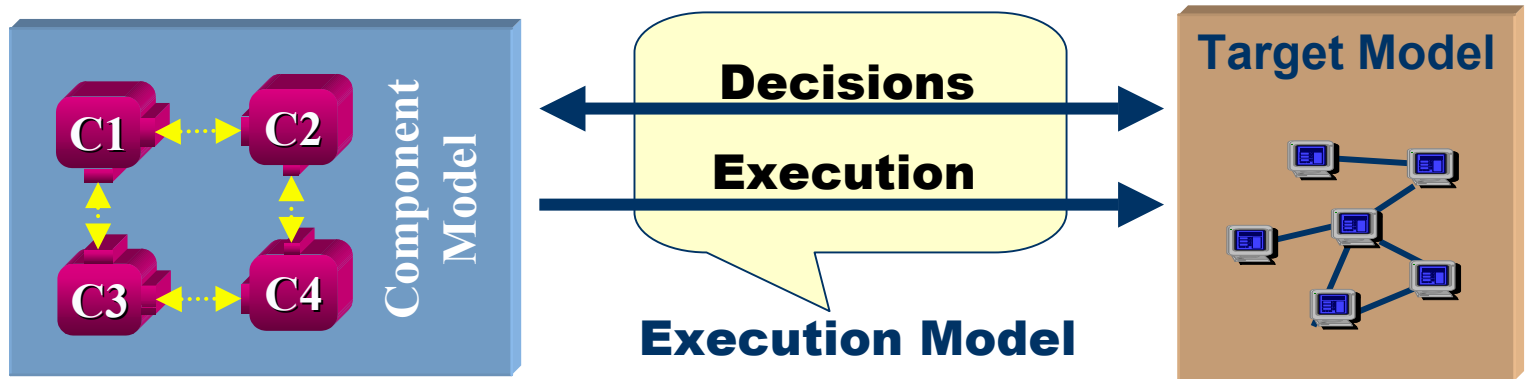 C1
C2
C3
C4
Component
Model
Decisions
Execution
Execution Model
Target Model